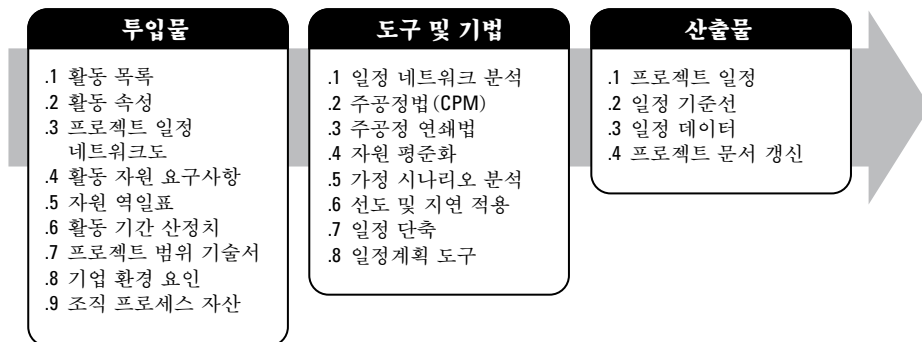 투입물
.1 활동 목록
.2 활동 속성
.3 프로젝트 일정
네트워크도
.4 활동 자원 요구사항
.5 자원 역일표
.6 활동 기간 산정치
.7 프로젝트 범위 기술서
.8 기업 환경 요인
.9 조직 프로세스 자산
도구 및 기법
.1 일정 네트워크 분석
.2 주공정법(CPM)
.3 주공정 연쇄법
.4 자원 평준화
.5 가정 시나리오 분석
.6 선도 및 지연 적용
.7 일정 단축
.8 일정계획 도구
산출물
.1 프로젝트 일정
.2 일정 기준선
.3 일정 데이터
.4 프로젝트 문서 갱신